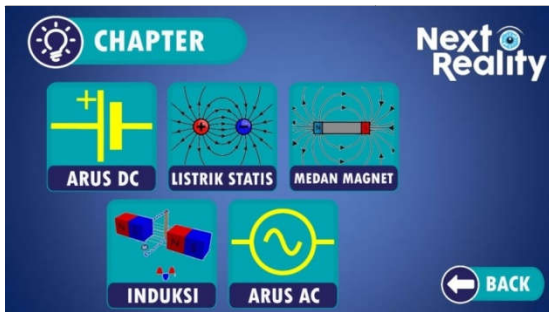 CHAPTER
Next
Reality
ARUS DC
LISTRIK STATIS
MEDAN MAGNET
INDUKSI
ARUS AC
BACK